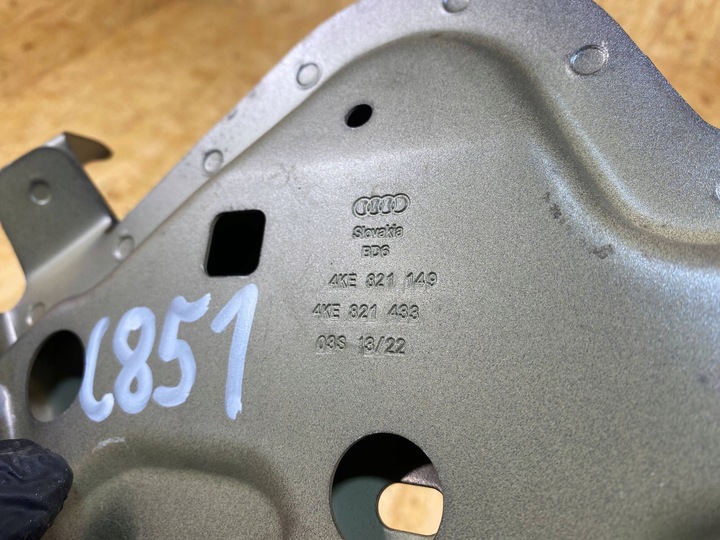 Slovakia
BD6
4KE 821 149
4KE 821 433
03S 13/22
C851